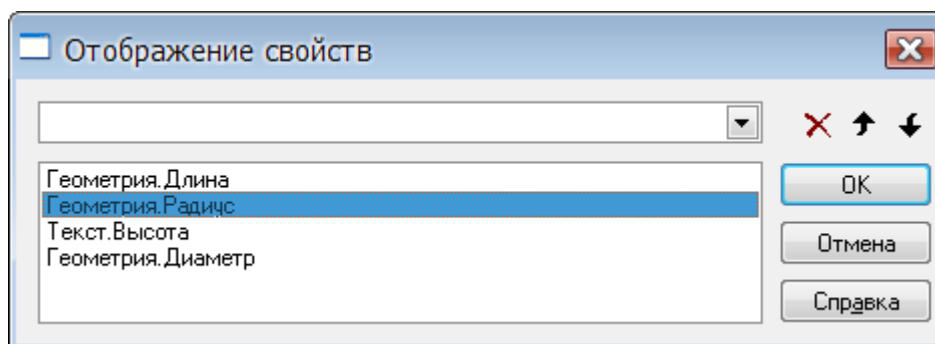 Отображение свойств
Геометрия.Длина
Геометрия.Радиус
Текст.Высота
Геометрия.Диаметр
OK
Отмена
Справка